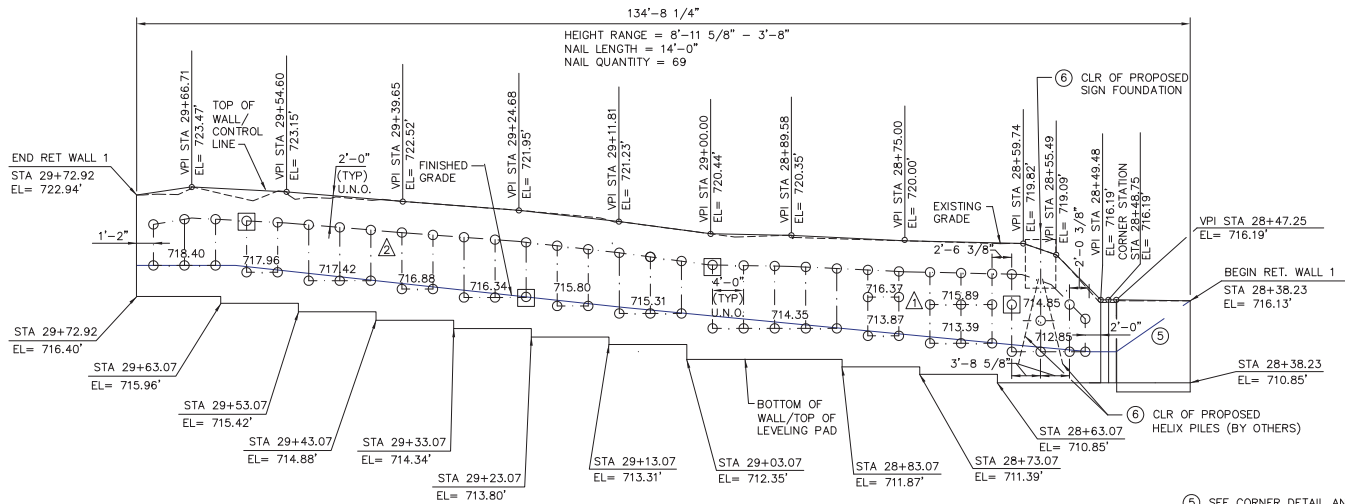 134'-8 1/4"
HEIGHT RANGE = 8'-11 5/8" - 3'-8"
NAIL LENGTH = 14'-0"
NAIL QUANTITY = 69
END RET WALL 1
STA 29+72.92
EL= 722.94'
VPI STA 29+66.71
EL= 723.47'
TOP OF
WALL/
CONTROL
LINE
VPI STA 29+54.60
EL= 723.15'
2'-0"
(TYP)
U.N.O.
VPI STA 29+39.65
EL= 722.52'
FINISHED
GRADE
VPI STA 29+24.68
EL= 721.95'
VPI STA 29+11.81
EL= 721.23'
VPI STA 29+00.00
EL= 720.44'
VPI STA 28+89.58
EL= 720.35'
VPI STA 28+75.00
EL= 720.00'
EXISTING
GRADE
6 CLR OF PROPOSED
SIGN FOUNDATION
VPI STA 28+59.74
EL= 719.82'
VPI STA 28+55.49
EL= 719.09'
2'-0 3/8"
VPI STA 28+49.48
EL= 716.19'
CORNER STATION
STA 28+48.75
EL= 716.19'
VPI STA 28+47.25
EL= 716.19'
BEGIN RET. WALL 1
STA 28+38.23
EL= 716.13'
2'-6 3/8"
1'-2"
718.40
717.96
717.42
2
716.88
716.34
715.80
715.31
4'-0"
(TYP)
U.N.O.
714.35
716.37
713.87
1
715.89
713.39
714.85
712.85
2'-0"
3'-8 5/8"
5
STA 29+72.92
EL= 716.40'
STA 29+63.07
EL= 715.96'
STA 29+53.07
EL= 715.42'
STA 29+43.07
EL= 714.88'
STA 29+33.07
EL= 714.34'
STA 29+23.07
EL= 713.80'
STA 29+13.07
EL= 713.31'
STA 29+03.07
EL= 712.35'
BOTTOM OF
WALL/TOP OF
LEVELING PAD
STA 28+83.07
EL= 711.87'
STA 28+73.07
EL= 711.39'
STA 28+63.07
EL= 710.85'
6 CLR OF PROPOSED
HELIX PILES (BY OTHERS)
STA 28+38.23
EL= 710.85'
5 SEE CORNER DETAIL AN